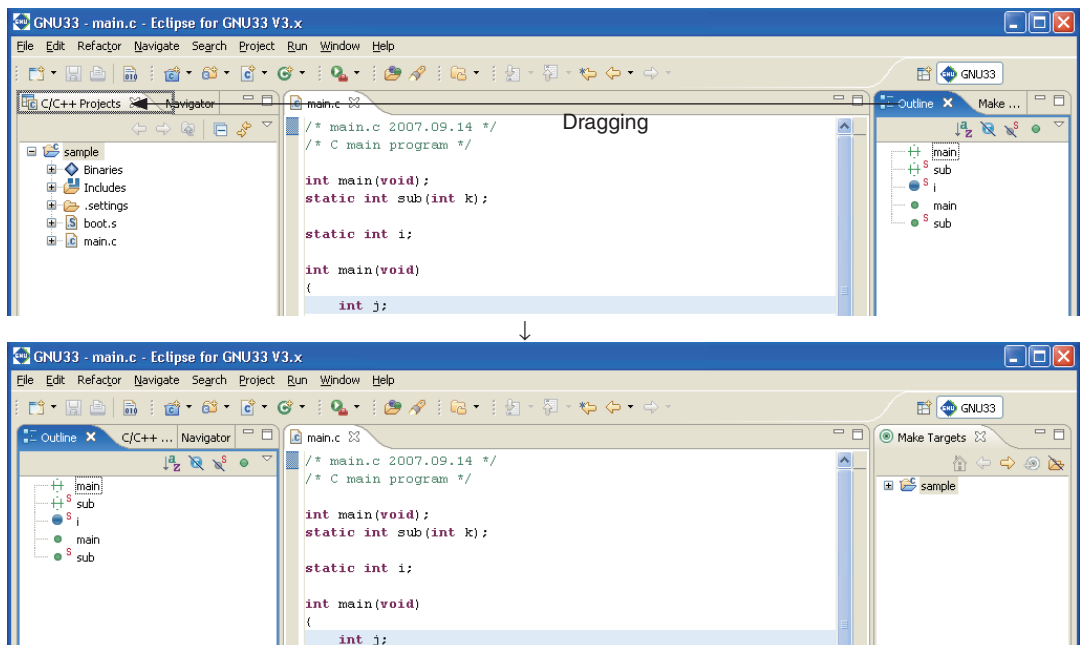 GNU33 - main.c - Eclipse for GNU33 V3.x
File Edit Refactor Navigate Search Project Run Window Help
GNU33
C/C++ Projects Navigator main.c Outline Make ...
Dragging
/* main.c 2007.09.14 */
/* C main program */
int main(void);
static int sub(int k);
static int i;
int main(void)
{
int j;
sample
Binaries
Includes
.settings
boot.s
main.c
main
sub
i
main
sub
↓
GNU33 - main.c - Eclipse for GNU33 V3.x
File Edit Refactor Navigate Search Project Run Window Help
GNU33
Outline C/C++ ... Navigator main.c Make Targets
main
sub
i
main
sub
/* main.c 2007.09.14 */
/* C main program */
int main(void);
static int sub(int k);
static int i;
int main(void)
{
int j;
sample